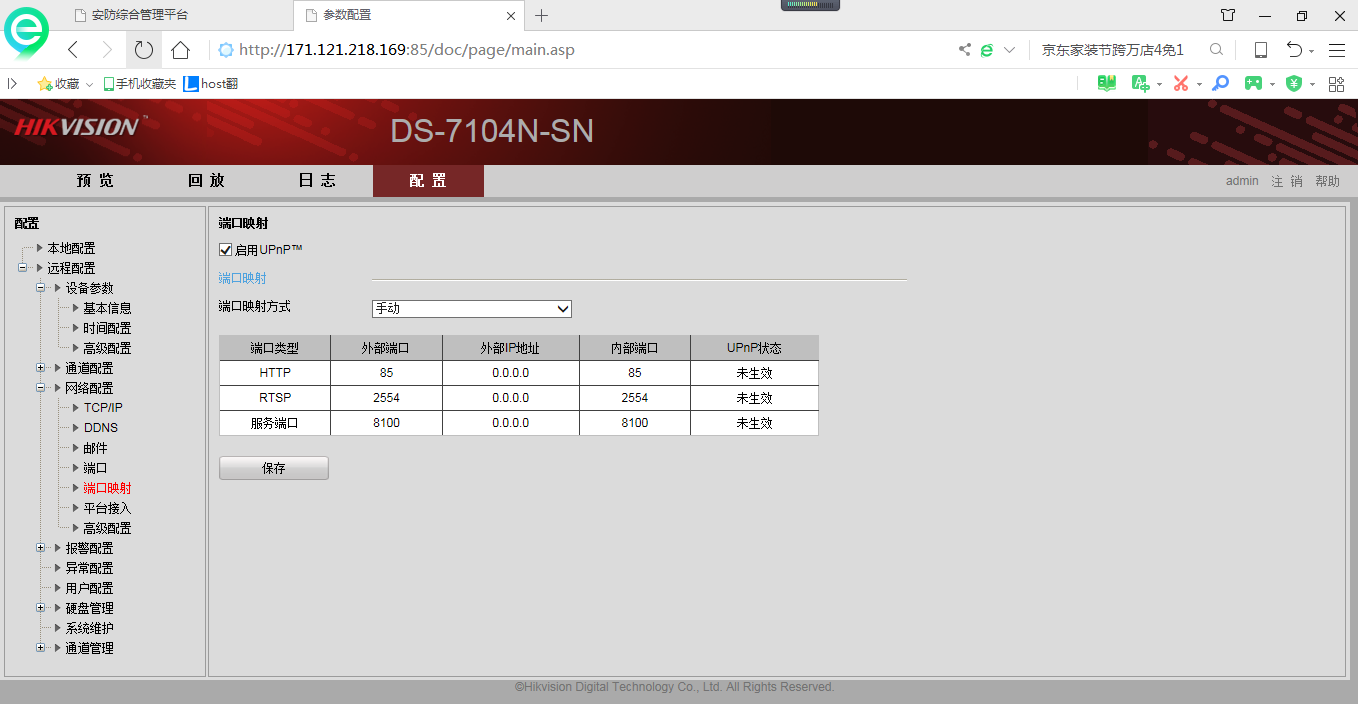 安防综合管理平台
参数配置
http://171.121.218.169:85/doc/page/main.asp
京东家装节跨万店4免1
收藏
手机收藏夹
host翻
HIKVISION™
DS-7104N-SN
预 览
回 放
日 志
配 置
admin
注 销
帮助
配置
本地配置
远程配置
设备参数
基本信息
时间配置
高级配置
通道配置
网络配置
TCP/IP
DDNS
邮件
端口
端口映射
平台接入
高级配置
报警配置
异常配置
用户配置
硬盘管理
系统维护
通道管理
端口映射
启用UPnP™
端口映射
端口映射方式 手动
端口类型 外部端口 外部IP地址 内部端口 UPnP状态
HTTP 85 0.0.0.0 85 未生效
RTSP 2554 0.0.0.0 2554 未生效
服务端口 8100 0.0.0.0 8100 未生效
保存
©Hikvision Digital Technology Co., Ltd. All Rights Reserved.